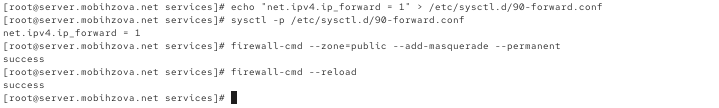 [root@server.mobihzova.net services]# echo "net.ipv4.ip_forward = 1" > /etc/sysctl.d/90-forward.conf
[root@server.mobihzova.net services]# sysctl -p /etc/sysctl.d/90-forward.conf
net.ipv4.ip_forward = 1
[root@server.mobihzova.net services]# firewall-cmd --zone=public --add-masquerade --permanent
success
[root@server.mobihzova.net services]# firewall-cmd --reload
success
[root@server.mobihzova.net services]#